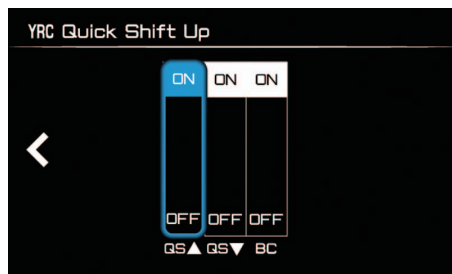 YRC Quick Shift Up
ON ON ON
OFF OFF OFF
QS▲ QS▼ BC